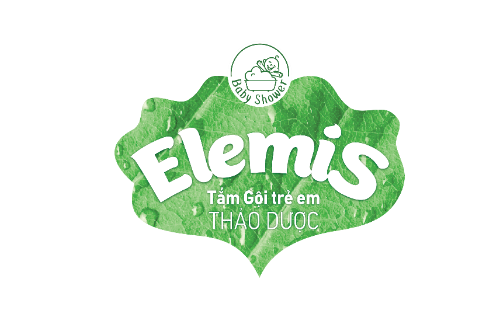 Baby Shower
Elemis
Tắm Gội trẻ em
THẢO DƯỢC